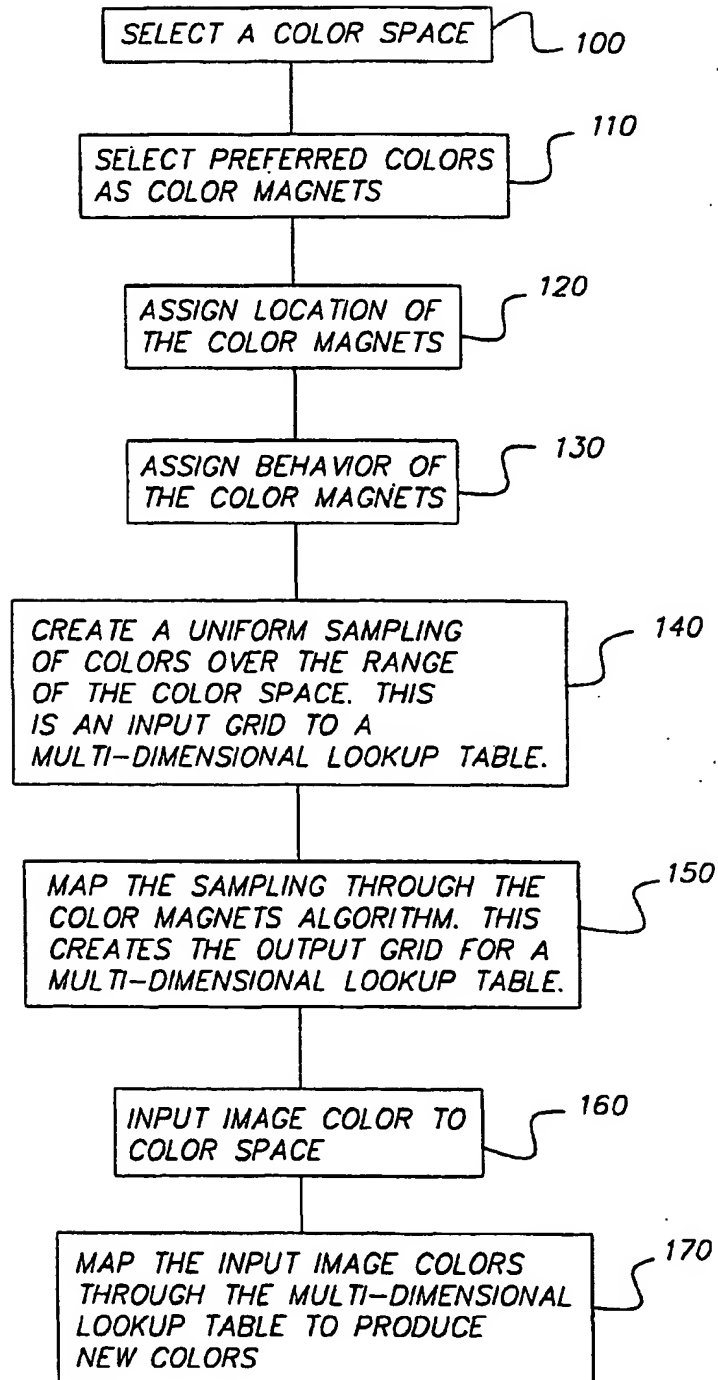 SELECT A COLOR SPACE
100
110
SELECT PREFERRED COLORS
AS COLOR MAGNETS
120
ASSIGN LOCATION OF
THE COLOR MAGNETS
130
ASSIGN BEHAVIOR OF
THE COLOR MAGNETS
140
CREATE A UNIFORM SAMPLING
OF COLORS OVER THE RANGE
OF THE COLOR SPACE. THIS
IS AN INPUT GRID TO A
MULTI-DIMENSIONAL LOOKUP TABLE.
150
MAP THE SAMPLING THROUGH THE
COLOR MAGNETS ALGORITHM. THIS
CREATES THE OUTPUT GRID FOR A
MULTI-DIMENSIONAL LOOKUP TABLE.
160
INPUT IMAGE COLOR TO
COLOR SPACE
170
MAP THE INPUT IMAGE COLORS
THROUGH THE MULTI-DIMENSIONAL
LOOKUP TABLE TO PRODUCE
NEW COLORS